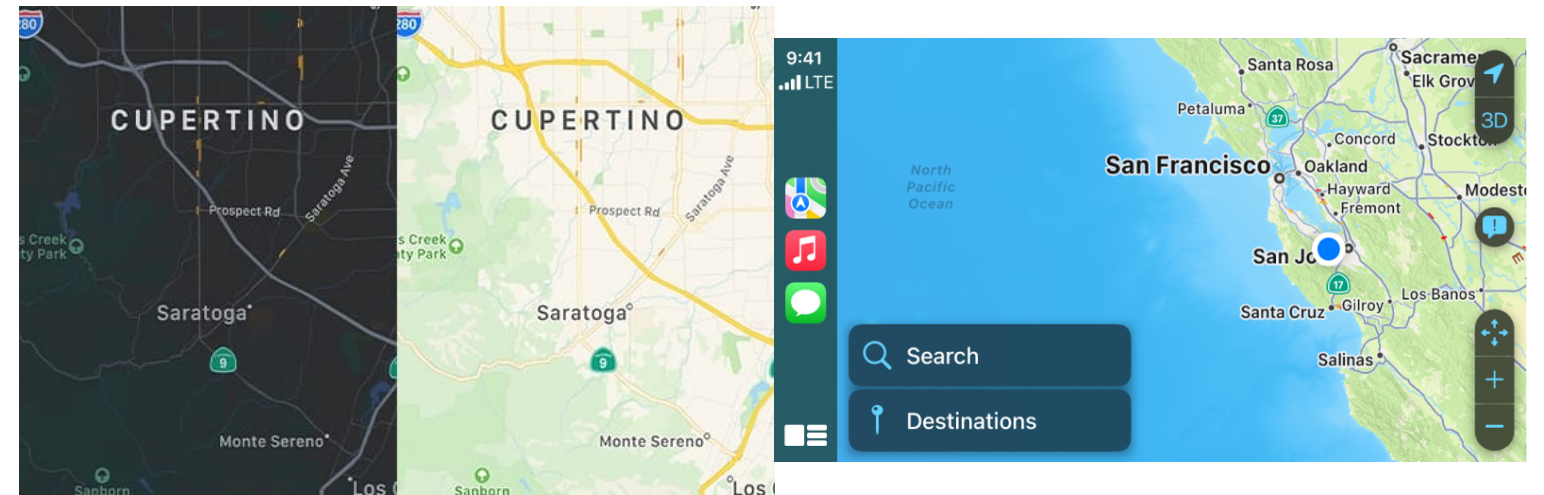 280
CUPERTINO
Saratoga Ave
Prospect Rd
s Creek
ty Park
Saratoga
9
Monte Sereno
Sanborn
Los
280
CUPERTINO
Saratoga Ave
Prospect Rd
s Creek
nty Park
Saratoga
9
Monte Sereno
Sanborn
Los
9:41
LTE
Search
Destinations
North
Pacific
Ocean
Santa Rosa
Sacrame
Elk Grov
3D
Petaluma
37
Concord
Stockton
San Francisco
Oakland
Hayward
Modesto
Fremont
San Jo
17
Santa Cruz
Gilroy
Los Banos
Salinas